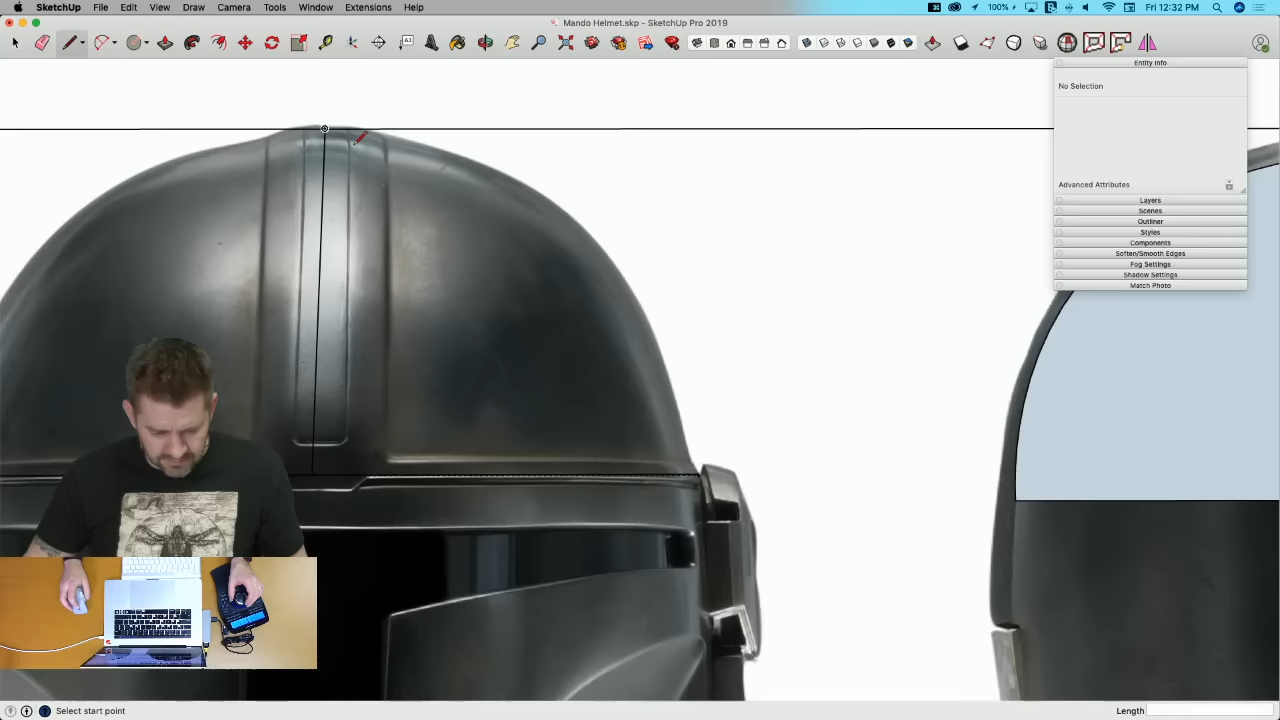 SketchUp File Edit View Draw Camera Tools Window Extensions Help 100% Fri 12:32 PM
Mando Helmet.skp - SketchUp Pro 2019
Entity Info
No Selection
Advanced Attributes
Layers
Scenes
Outliner
Styles
Components
Soften/Smooth Edges
Fog Settings
Shadow Settings
Match Photo
Select start point
Length